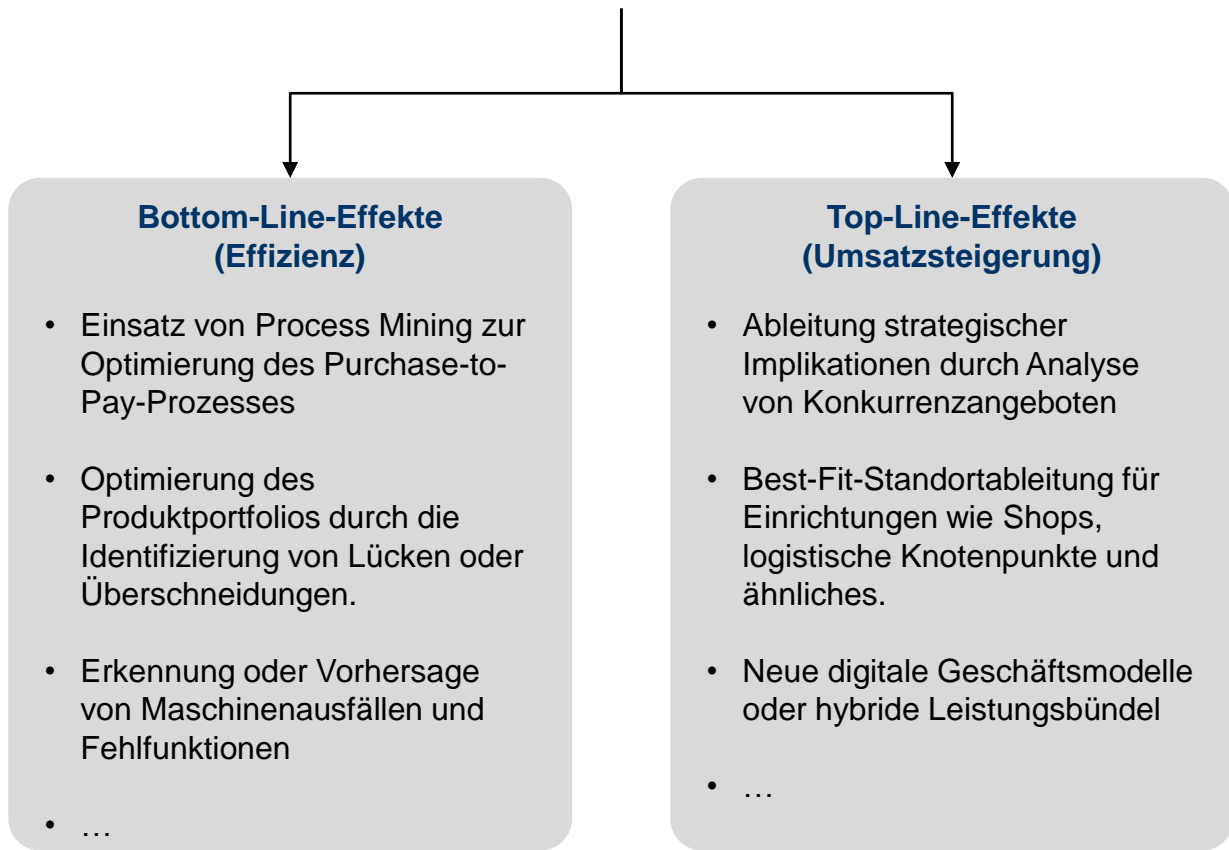 Bottom-Line-Effekte
(Effizienz)
• Einsatz von Process Mining zur
Optimierung des Purchase-to-
Pay-Prozesses
• Optimierung des
Produktportfolios durch die
Identifizierung von Lücken oder
Überschneidungen.
• Erkennung oder Vorhersage
von Maschinenausfällen und
Fehlfunktionen
• …
Top-Line-Effekte
(Umsatzsteigerung)
• Ableitung strategischer
Implikationen durch Analyse
von Konkurrenzangeboten
• Best-Fit-Standortableitung für
Einrichtungen wie Shops,
logistische Knotenpunkte und
ähnliches.
• Neue digitale Geschäftsmodelle
oder hybride Leistungsbündel
• …